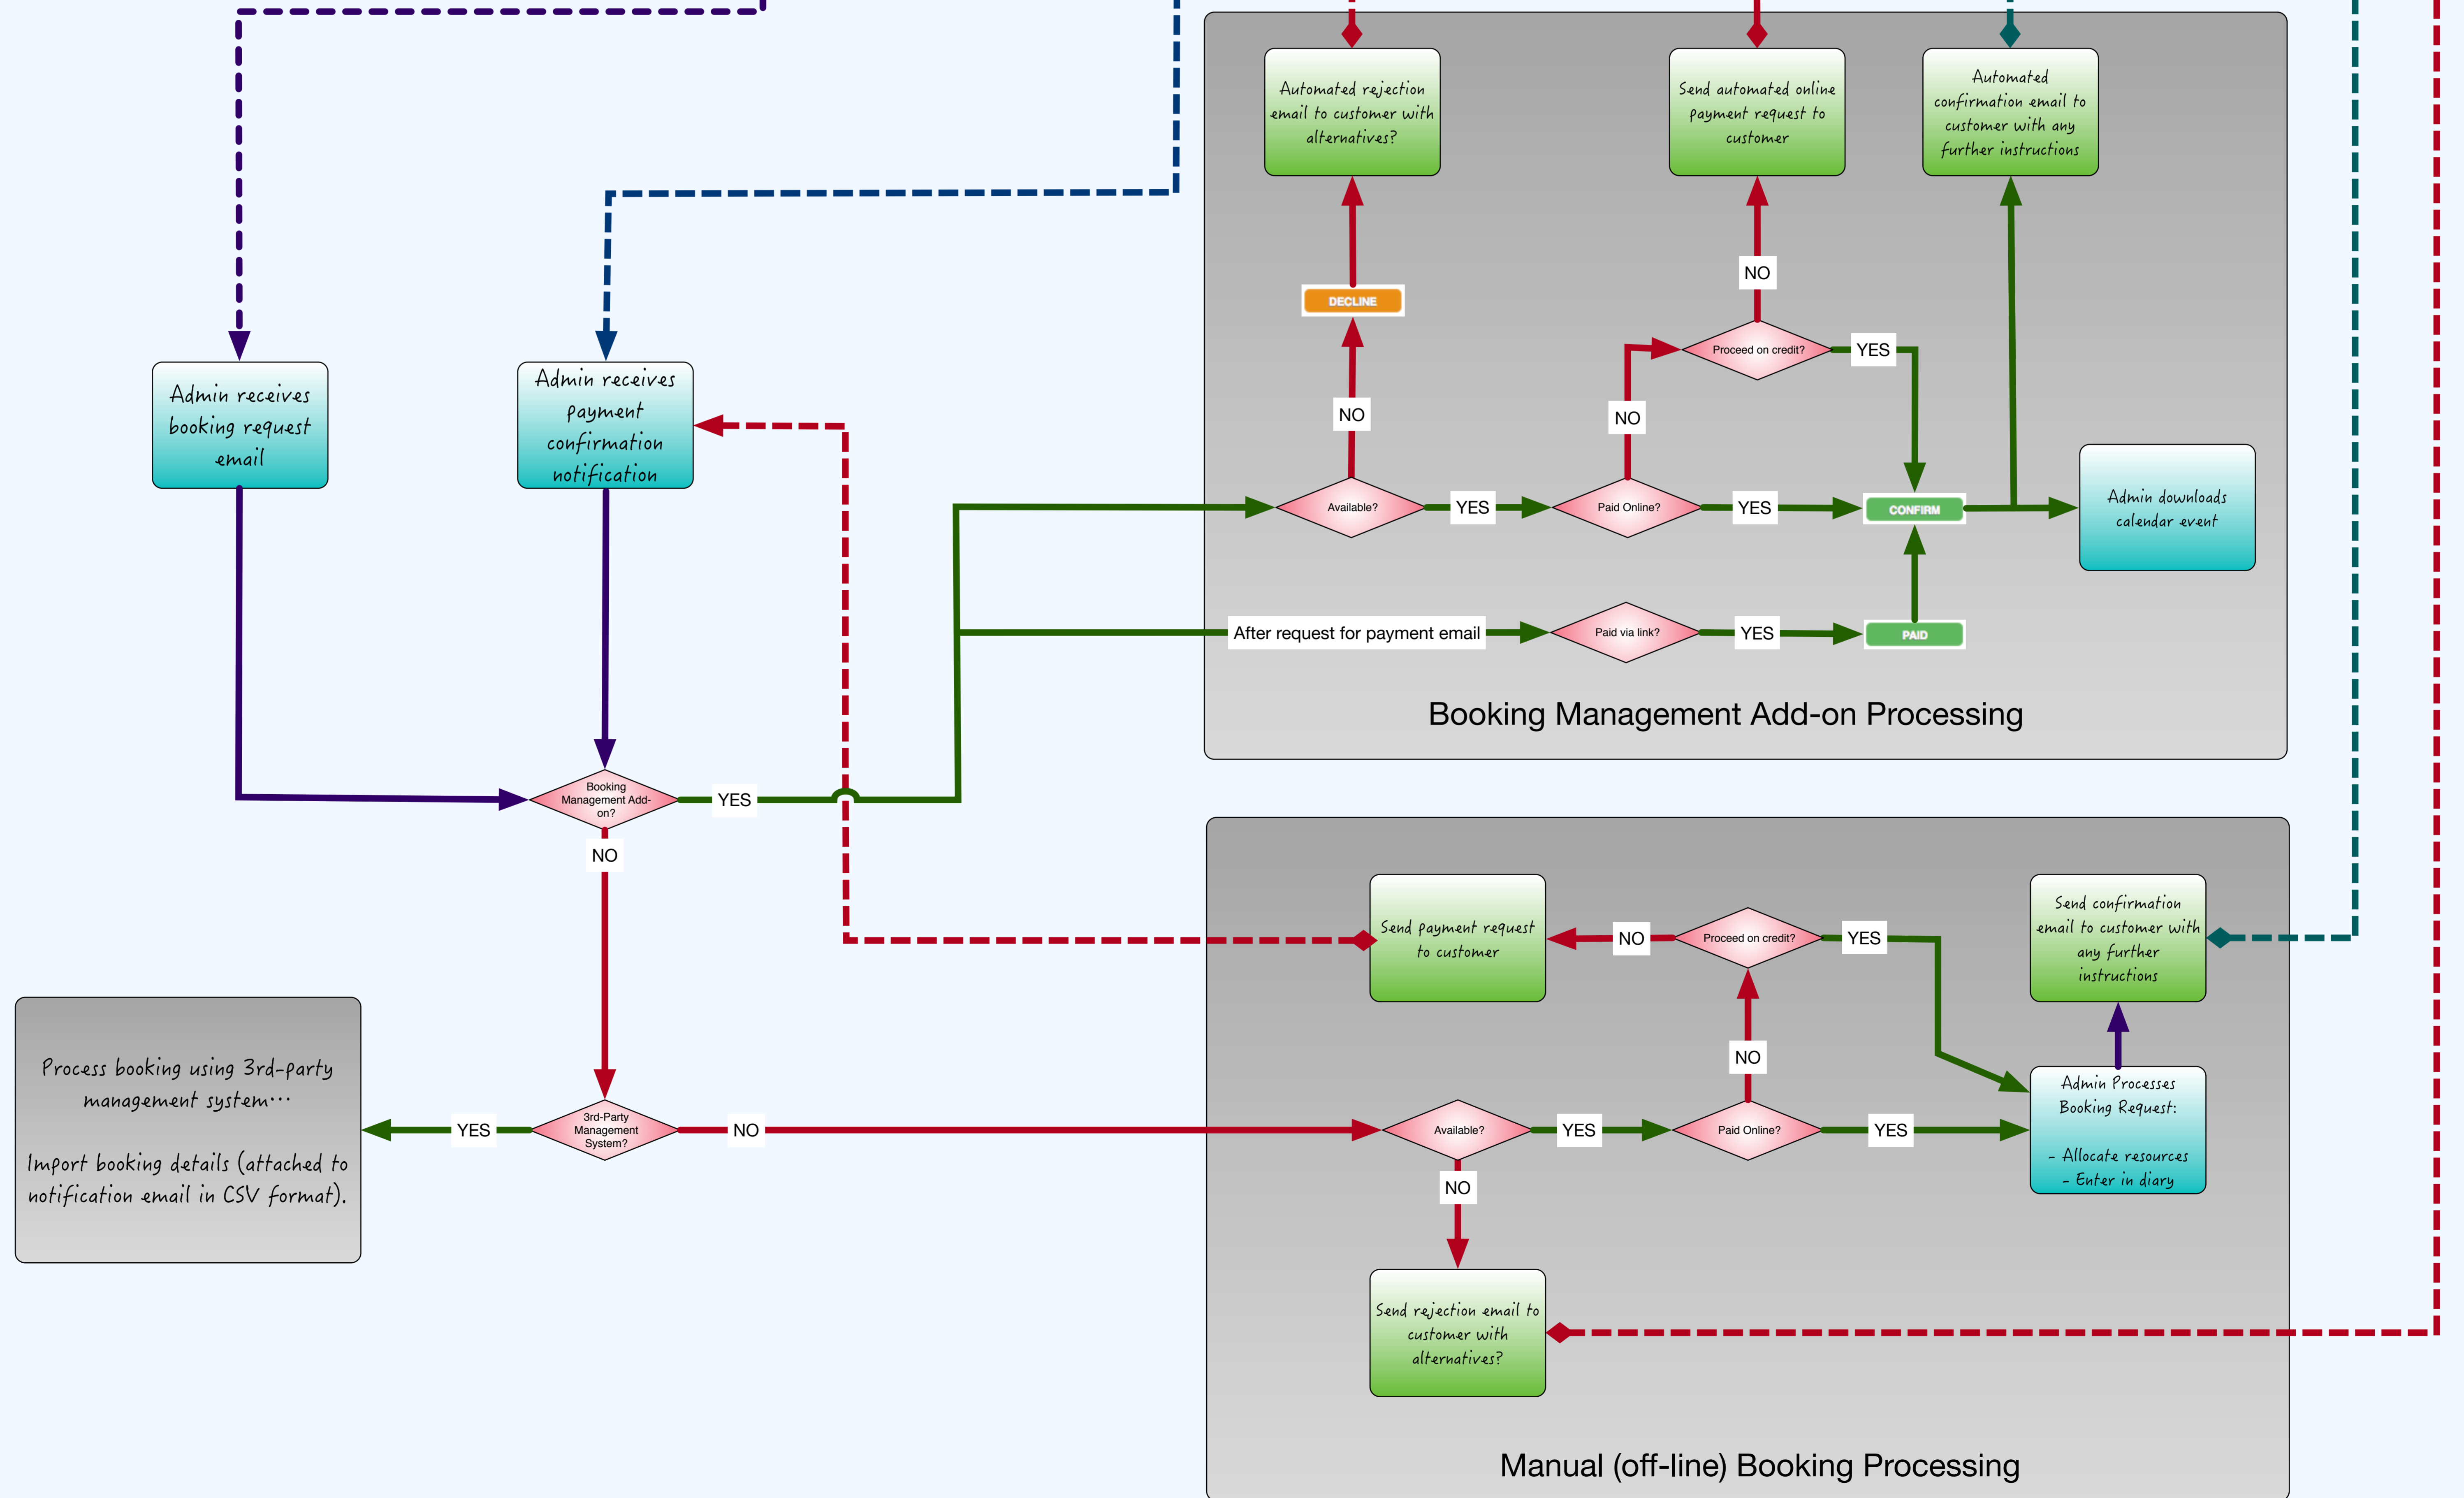 Automated rejection
email to customer with
alternatives?
Send automated online
payment request to
customer
Automated
confirmation email to
customer with any
further instructions
NO
DECLINE
Proceed on credit?
YES
NO
NO
Admin receives
booking request
email
Admin receives
payment
confirmation
notification
Available?
YES
Paid Online?
YES
CONFIRM
Admin downloads
calendar event
After request for payment email
Paid via link?
YES
PAID
Booking Management Add-on Processing
Booking
Management Add-
on?
YES
NO
Send payment request
to customer
NO
Proceed on credit?
YES
Send confirmation
email to customer with
any further
instructions
NO
Process booking using 3rd-party
management system...
Import booking details (attached to
notification email in CSV format).
YES
3rd-Party
Management
System?
NO
Available?
YES
Paid Online?
YES
Admin Processes
Booking Request:
- Allocate resources
- Enter in diary
NO
Send rejection email to
customer with
alternatives?
Manual (off-line) Booking Processing